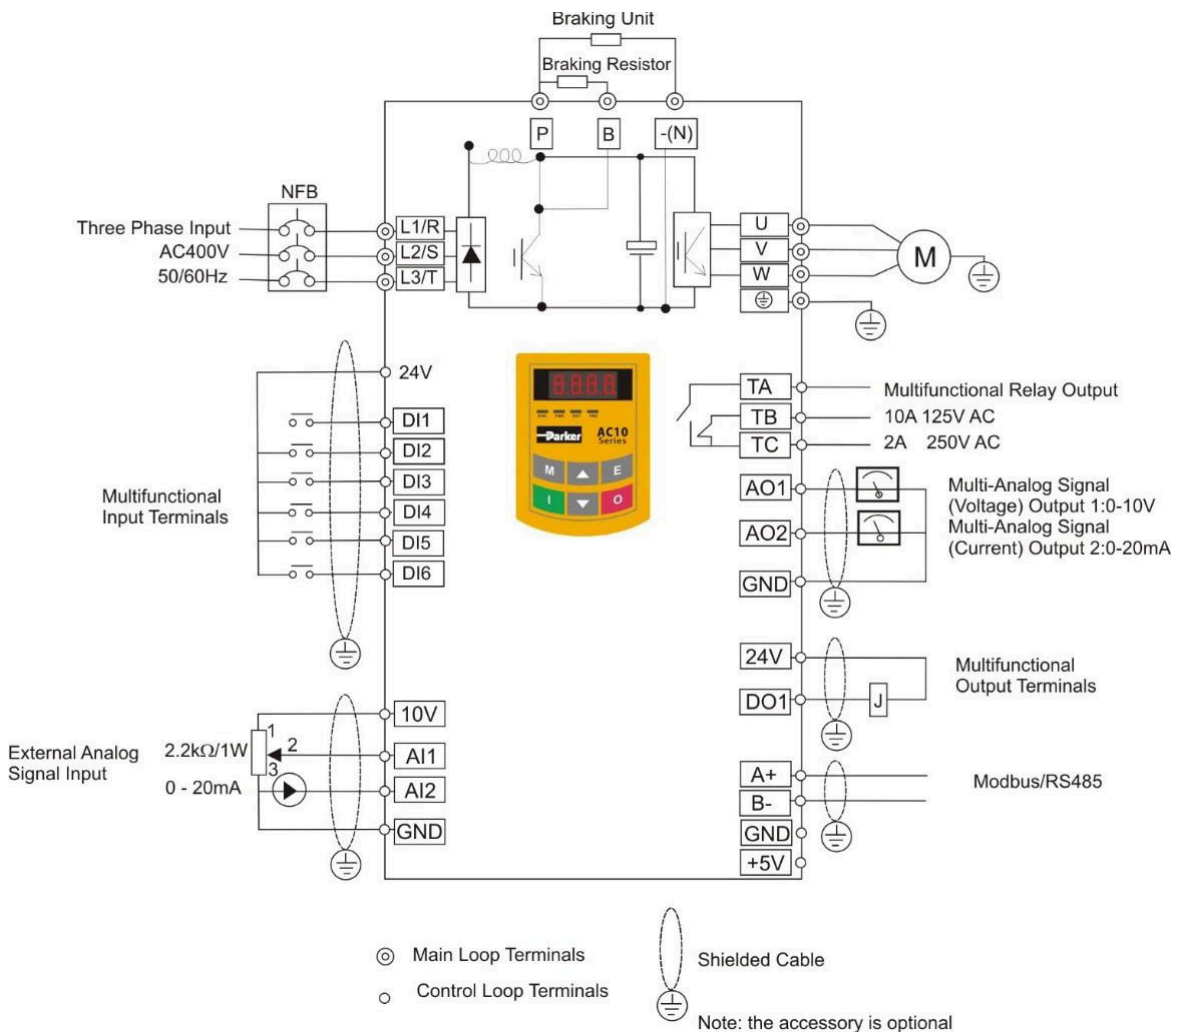 Braking Unit
Braking Resistor
P
B
-(N)
NFB
Three Phase Input
AC400V
50/60Hz
L1/R
L2/S
L3/T
U
V
W
M
24V
DI1
DI2
DI3
DI4
DI5
DI6
Multifunctional
Input Terminals
Parker
AC10
Series
M
E
I
O
TA
TB
TC
Multifunctional Relay Output
10A 125V AC
2A 250V AC
AO1
AO2
GND
Multi-Analog Signal
(Voltage) Output 1:0-10V
Multi-Analog Signal
(Current) Output 2:0-20mA
24V
DO1
J
Multifunctional
Output Terminals
External Analog
Signal Input
2.2kΩ/1W
0 - 20mA
1
2
3
10V
AI1
AI2
GND
A+
B-
GND
+5V
Modbus/RS485
Main Loop Terminals
Control Loop Terminals
Shielded Cable
Note: the accessory is optional